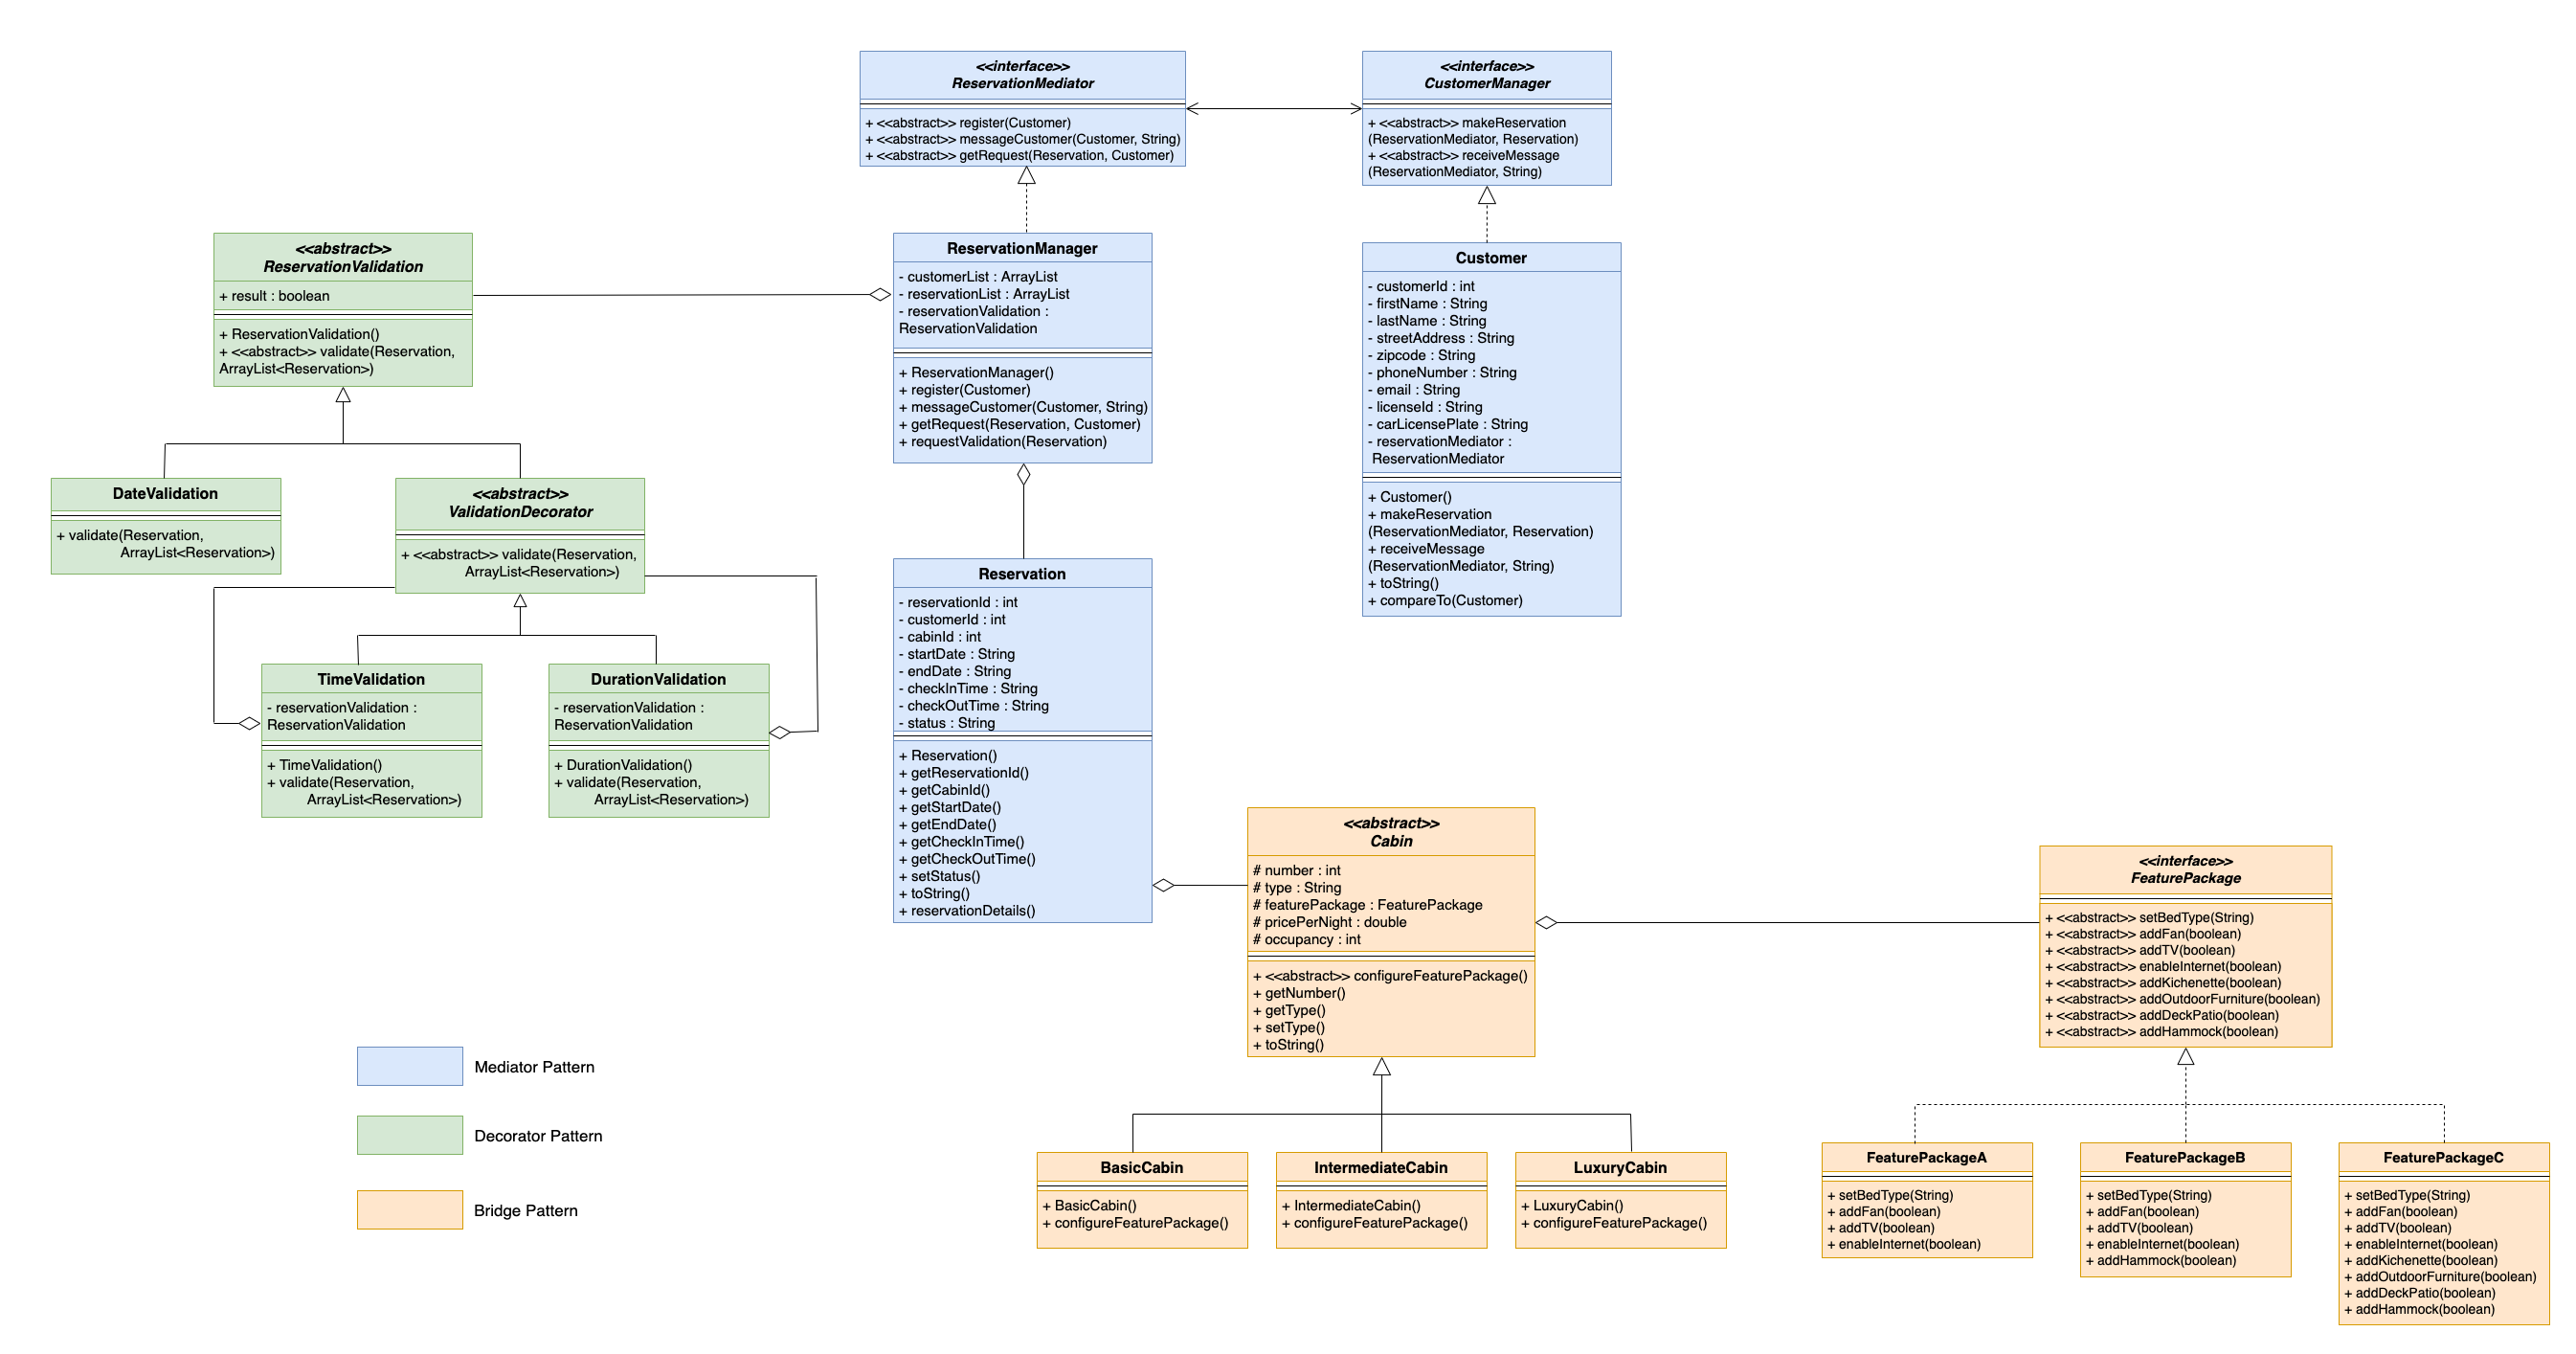 <<interface>>
ReservationMediator
+ <<abstract>> register(Customer)
+ <<abstract>> messageCustomer(Customer, String)
+ <<abstract>> getRequest(Reservation, Customer)
<<interface>>
CustomerManager
+ <<abstract>> makeReservation
(ReservationMediator, Reservation)
+ <<abstract>> receiveMessage
(ReservationMediator, String)
<<abstract>>
ReservationValidation
+ result : boolean
+ ReservationValidation()
+ <<abstract>> validate(Reservation,
ArrayList<Reservation>)
ReservationManager
- customerList : ArrayList
- reservationList : ArrayList
- reservationValidation :
ReservationValidation
+ ReservationManager()
+ register(Customer)
+ messageCustomer(Customer, String)
+ getRequest(Reservation, Customer)
+ requestValidation(Reservation)
Customer
- customerId : int
- firstName : String
- lastName : String
- streetAddress : String
- zipcode : String
- phoneNumber : String
- email : String
- licenseId : String
- carLicensePlate : String
- reservationMediator :
ReservationMediator
+ Customer()
+ makeReservation
(ReservationMediator, Reservation)
+ receiveMessage
(ReservationMediator, String)
+ toString()
+ compareTo(Customer)
DateValidation
+ validate(Reservation,
ArrayList<Reservation>)
<<abstract>>
ValidationDecorator
+ <<abstract>> validate(Reservation,
ArrayList<Reservation>)
TimeValidation
- reservationValidation :
ReservationValidation
+ TimeValidation()
+ validate(Reservation,
ArrayList<Reservation>)
DurationValidation
- reservationValidation :
ReservationValidation
+ DurationValidation()
+ validate(Reservation,
ArrayList<Reservation>)
Reservation
- reservationId : int
- customerId : int
- cabinId : int
- startDate : String
- endDate : String
- checkInTime : String
- checkOutTime : String
- status : String
+ Reservation()
+ getReservationId()
+ getCabinId()
+ getStartDate()
+ getEndDate()
+ getCheckInTime()
+ getCheckOutTime()
+ setStatus()
+ toString()
+ reservationDetails()
<<abstract>>
Cabin
# number : int
# type : String
# featurePackage : FeaturePackage
# pricePerNight : double
# occupancy : int
+ <<abstract>> configureFeaturePackage()
+ getNumber()
+ getType()
+ setType()
+ toString()
<<interface>>
FeaturePackage
+ <<abstract>> setBedType(String)
+ <<abstract>> addFan(boolean)
+ <<abstract>> addTV(boolean)
+ <<abstract>> enableInternet(boolean)
+ <<abstract>> addKichenette(boolean)
+ <<abstract>> addOutdoorFurniture(boolean)
+ <<abstract>> addDeckPatio(boolean)
+ <<abstract>> addHammock(boolean)
Mediator Pattern
Decorator Pattern
Bridge Pattern
BasicCabin
+ BasicCabin()
+ configureFeaturePackage()
IntermediateCabin
+ IntermediateCabin()
+ configureFeaturePackage()
LuxuryCabin
+ LuxuryCabin()
+ configureFeaturePackage()
FeaturePackageA
+ setBedType(String)
+ addFan(boolean)
+ addTV(boolean)
+ enableInternet(boolean)
FeaturePackageB
+ setBedType(String)
+ addFan(boolean)
+ addTV(boolean)
+ enableInternet(boolean)
+ addHammock(boolean)
FeaturePackageC
+ setBedType(String)
+ addFan(boolean)
+ addTV(boolean)
+ enableInternet(boolean)
+ addKichenette(boolean)
+ addOutdoorFurniture(boolean)
+ addDeckPatio(boolean)
+ addHammock(boolean)